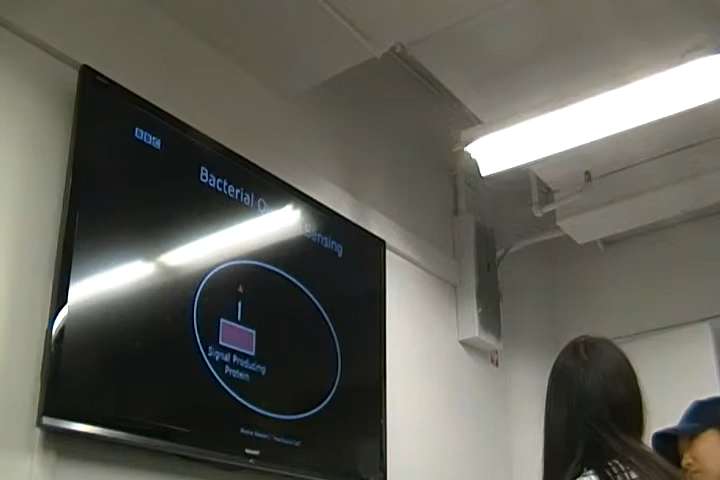 BBC
Bacterial Q Sensing
Signal Producing
Protein